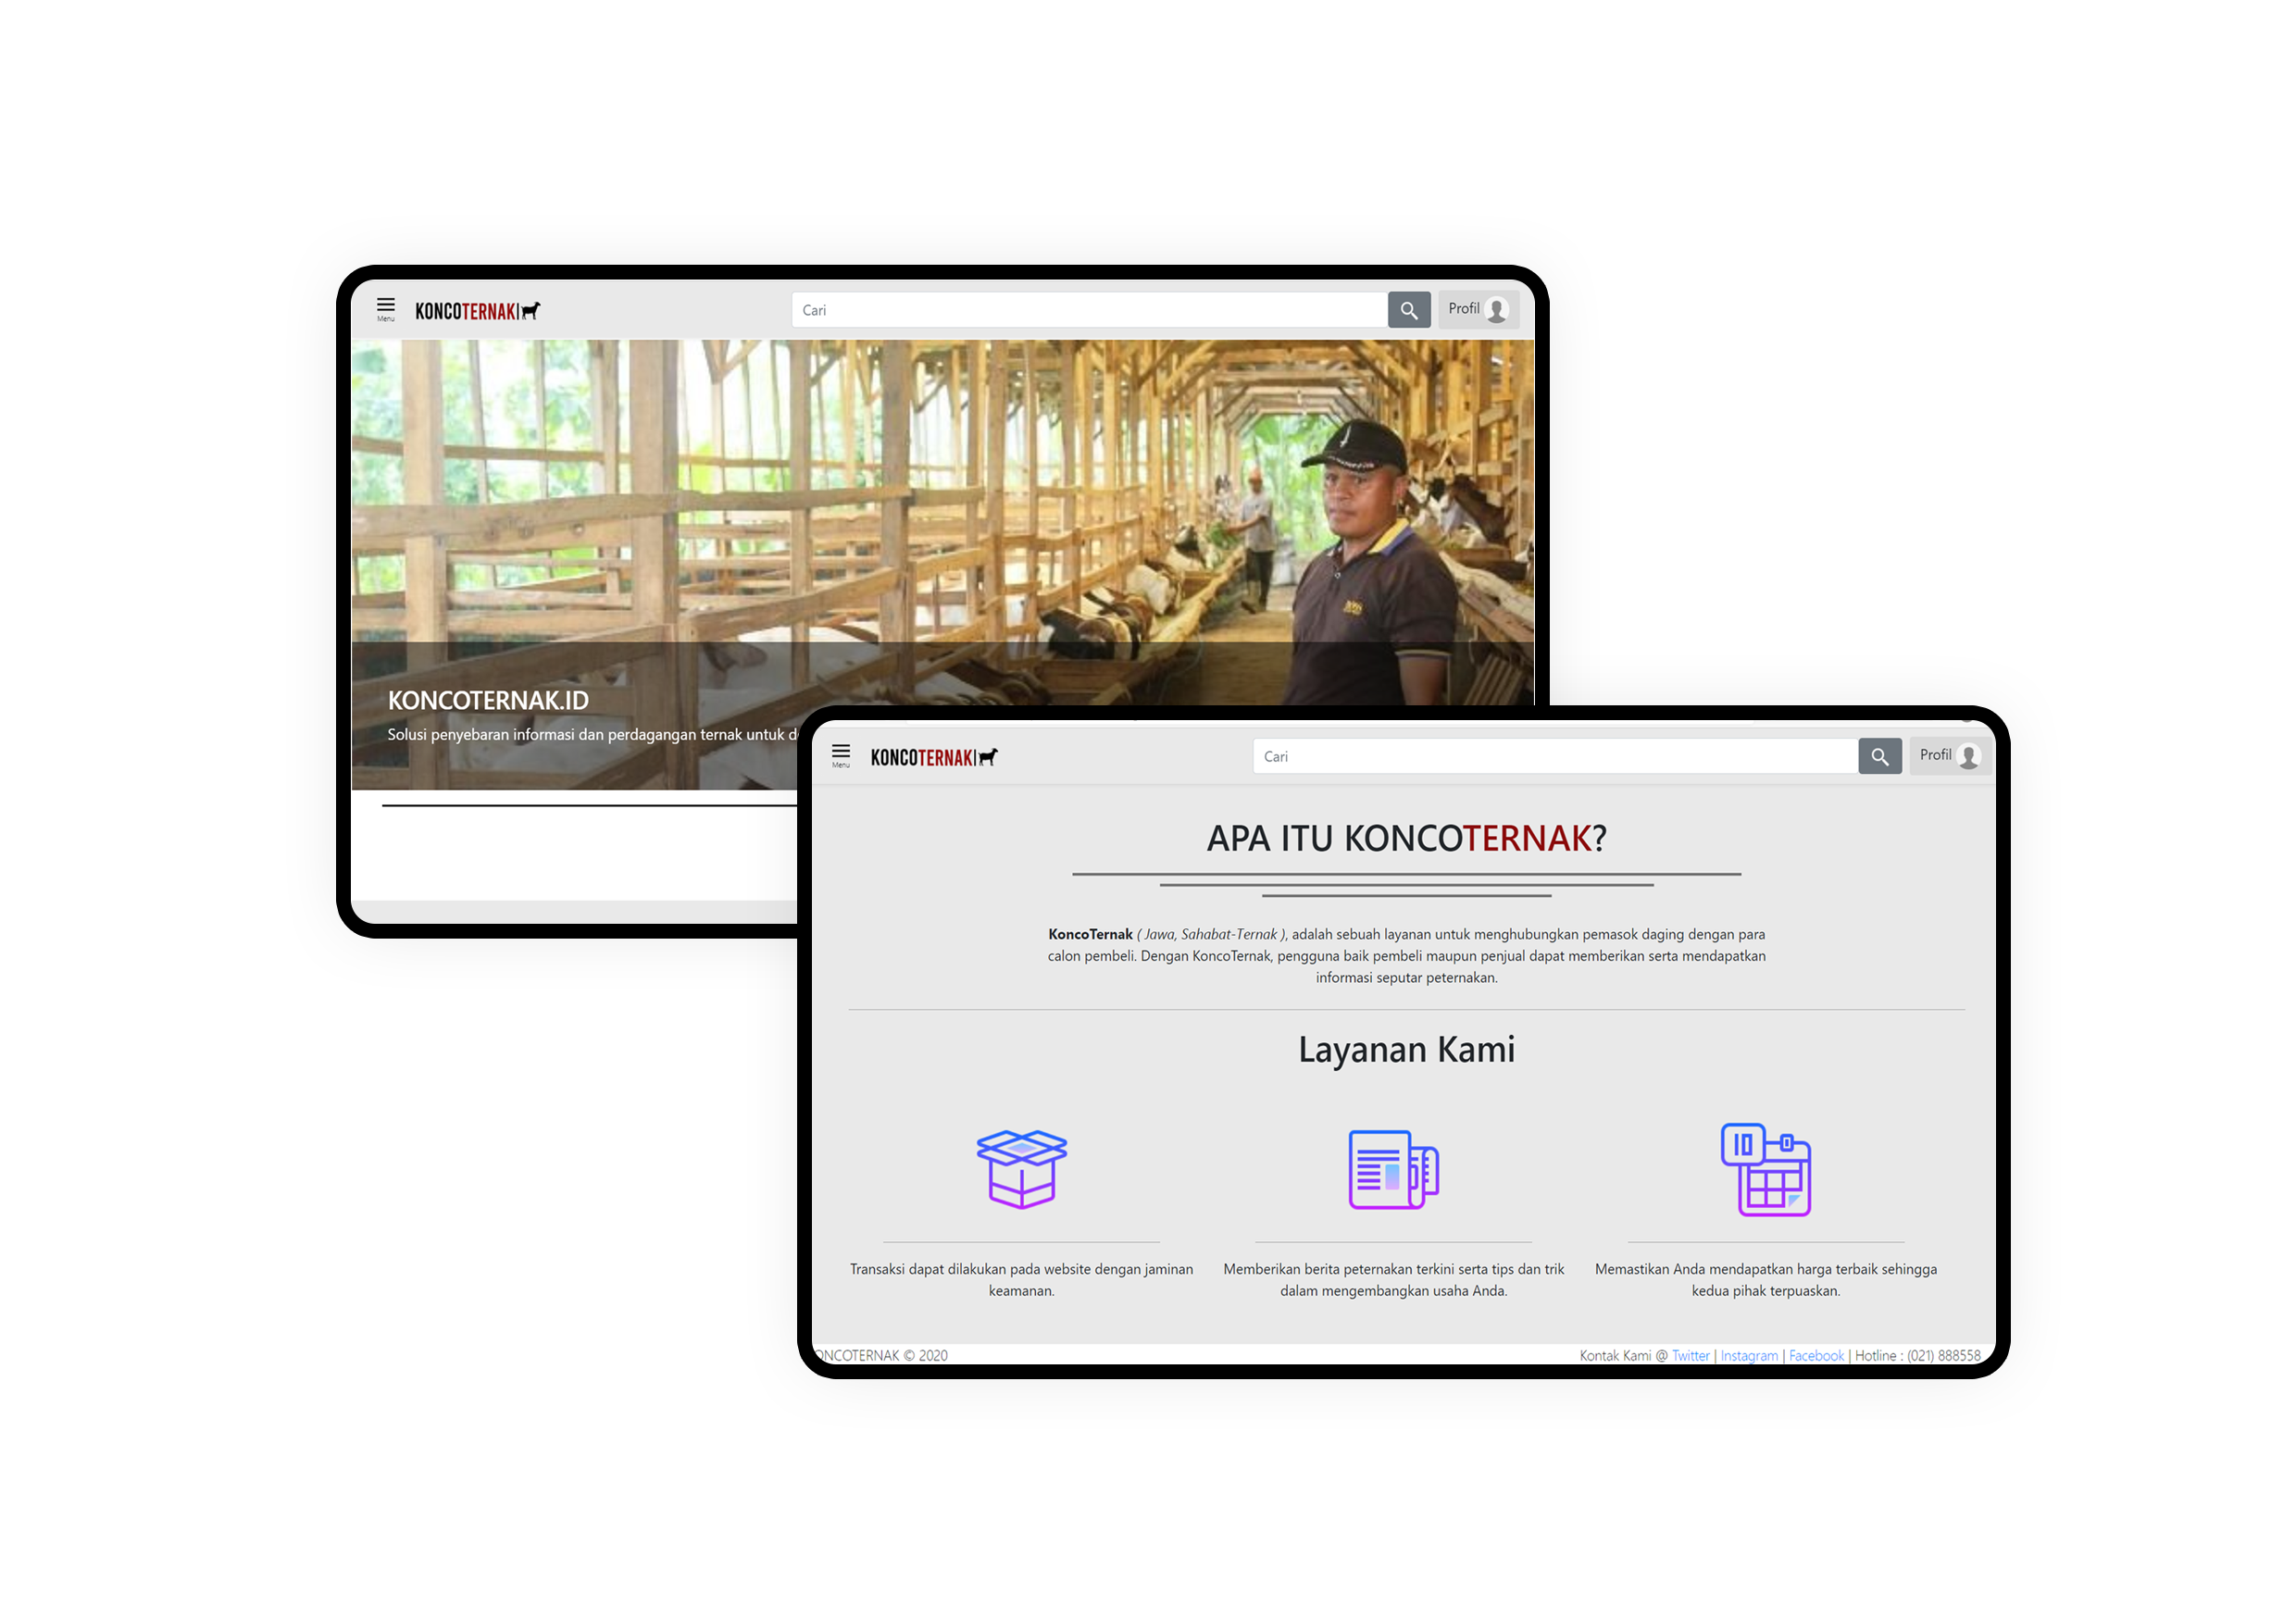 Menu
KONCOTERNAK
Cari
Profil
KONCOTERNAK.ID
Solusi penyebaran informasi dan perdagangan ternak untuk
Menu
KONCOTERNAK
Cari
Profil
APA ITU KONCOTERNAK?
KoncoTernak ( Jawa, Sahabat-Ternak ), adalah sebuah layanan untuk menghubungkan pemasok daging dengan para
calon pembeli. Dengan KoncoTernak, pengguna baik pembeli maupun penjual dapat memberikan serta mendapatkan
informasi seputar peternakan.
Layanan Kami
10
Transaksi dapat dilakukan pada website dengan jaminan
keamanan.
Memberikan berita peternakan terkini serta tips dan trik
dalam mengembangkan usaha Anda.
Memastikan Anda mendapatkan harga terbaik sehingga
kedua pihak terpuaskan.
ONCOTERNAK © 2020
Kontak Kami @ Twitter | Instagram | Facebook | Hotline : (021) 888558